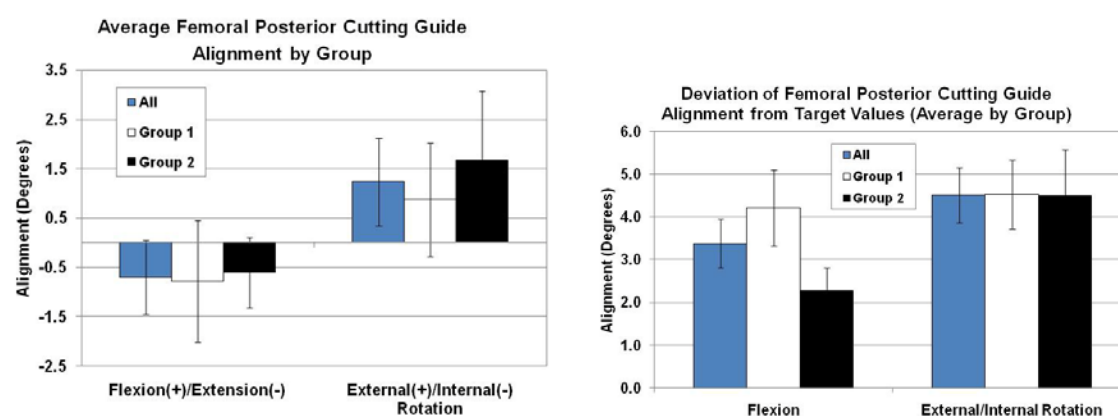 Average Femoral Posterior Cutting Guide
Alignment by Group
3.5
2.5
1.5
0.5
-0.5
-1.5
-2.5
Alignment (Degrees)
All
Group 1
Group 2
Flexion(+)/Extension(-)
External(+)/Internal(-)
Rotation
Deviation of Femoral Posterior Cutting Guide
Alignment from Target Values (Average by Group)
6.0
5.0
4.0
3.0
2.0
1.0
0.0
Alignment (Degrees)
All
Group 1
Group 2
Flexion
External/Internal Rotation